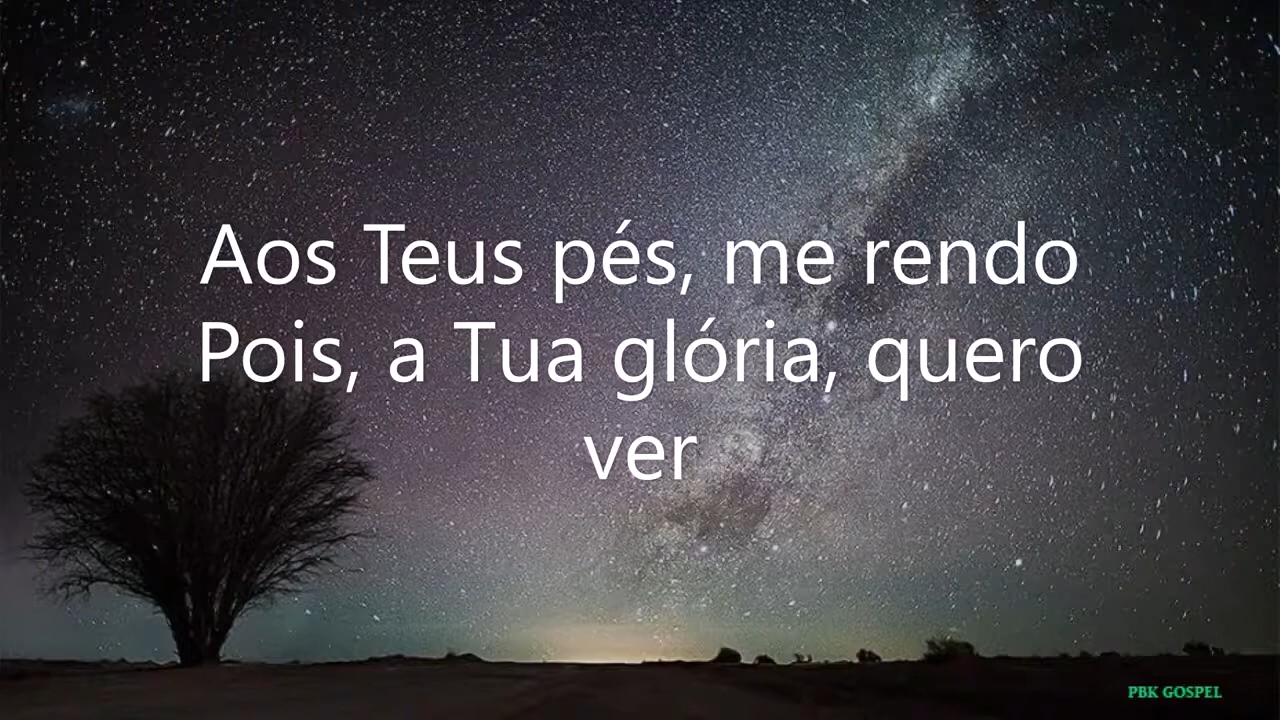 Aos Teus pés, me rendo
Pois, a Tua glória, quero
ver
PBK GOSPEL